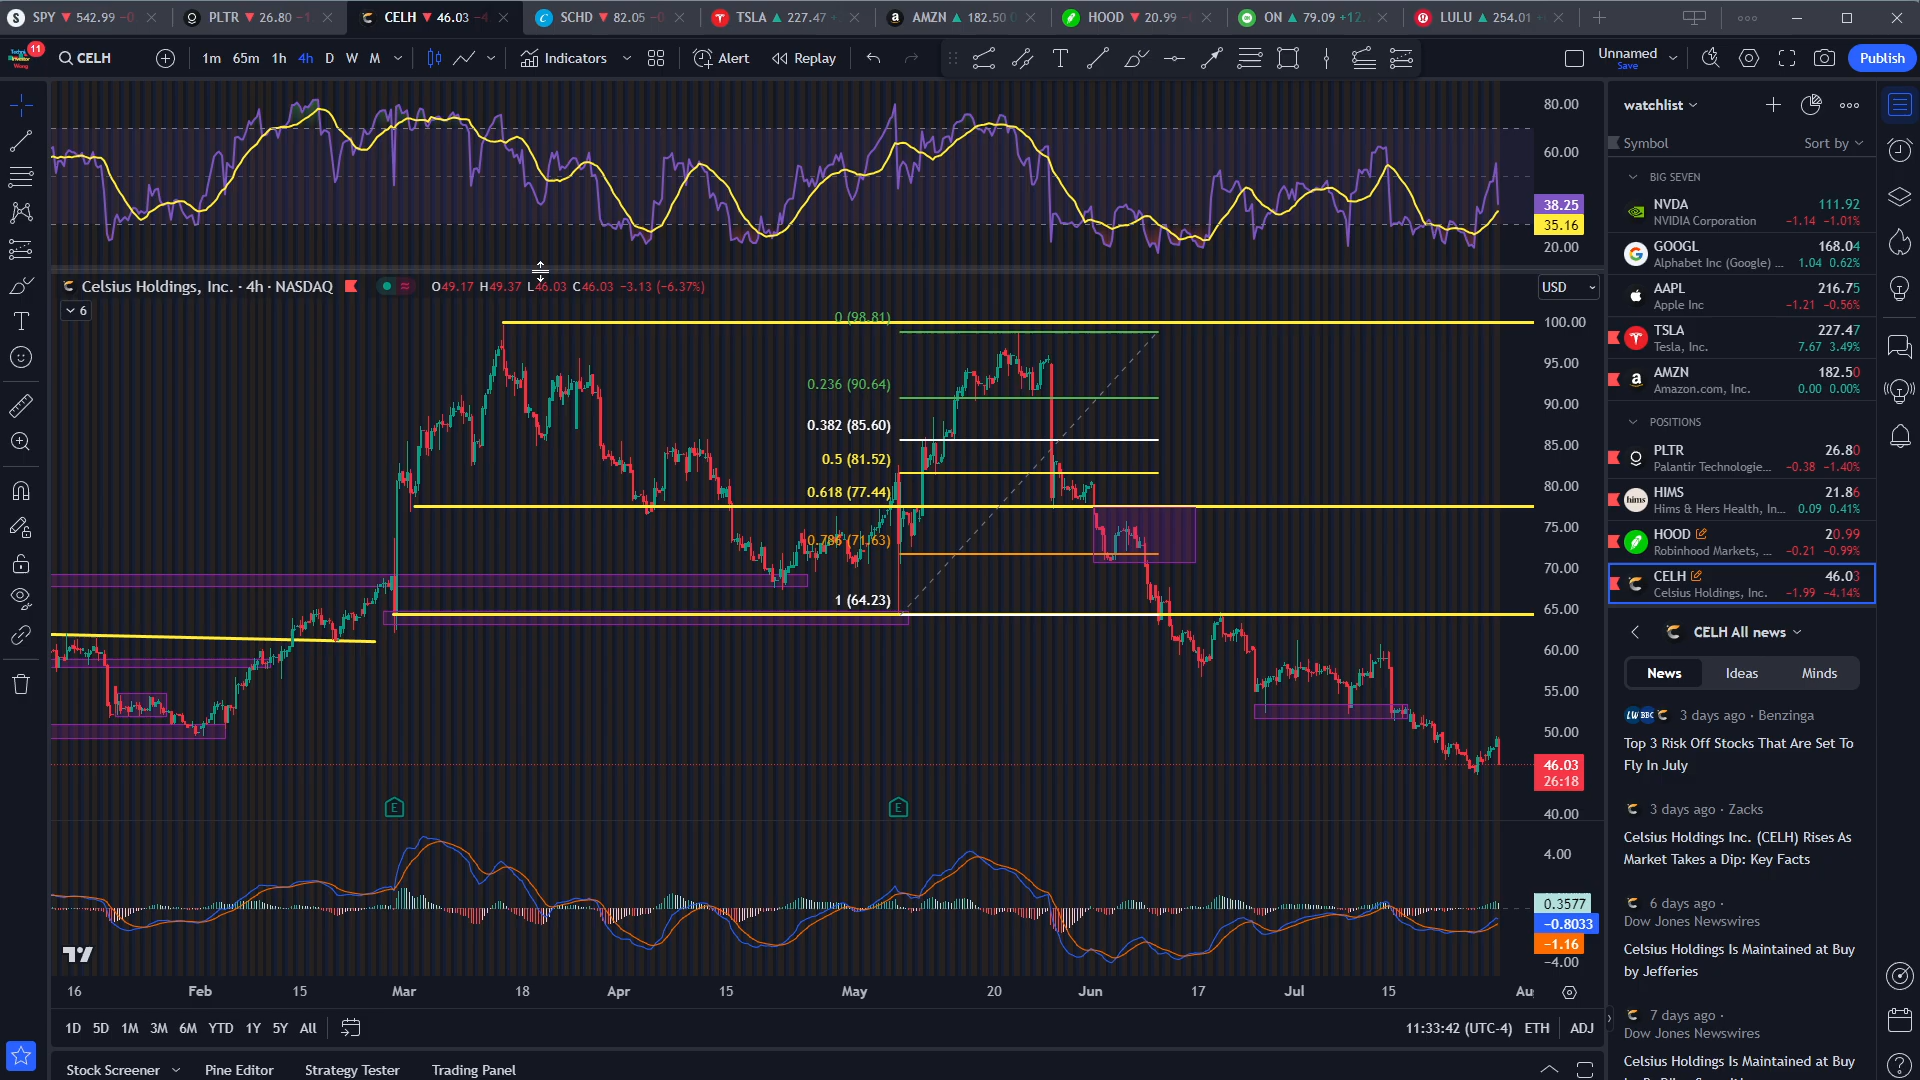 SPY 542.99 -0
PLTR 26.80 -1
CELH 46.03 -4
SCHD 82.05 -0
TSLA 227.47 +
AMZN 182.50 0
HOOD 20.99 -
ON 79.09 +12
LULU 254.01 +
11
CELH
1m 65m 1h 4h D W M
Indicators
Alert
Replay
Unnamed
Save
Publish
80.00
60.00
38.25
35.16
20.00
Celsius Holdings, Inc. · 4h · NASDAQ
O49.17 H49.37 L46.03 C46.03 -3.13 (-6.37%)
USD
6
0 (98.81)
0.236 (90.64)
0.382 (85.60)
0.5 (81.52)
0.618 (77.44)
0.786 (71.63)
1 (64.23)
100.00
95.00
90.00
85.00
80.00
75.00
70.00
65.00
60.00
55.00
50.00
46.03
26:18
40.00
E
E
4.00
0.3577
-0.8033
-1.16
-4.00
16 Feb 15 Mar 18 Apr 15 May 20 Jun 17 Jul 15 Au
1D 5D 1M 3M 6M YTD 1Y 5Y All
11:33:42 (UTC-4) ETH ADJ
Stock Screener
Pine Editor
Strategy Tester
Trading Panel
watchlist
Symbol
Sort by
BIG SEVEN
NVDA 111.92
NVIDIA Corporation -1.14 -1.01%
GOOGL 168.04
Alphabet Inc (Google) ... 1.04 0.62%
AAPL 216.75
Apple Inc -1.21 -0.56%
TSLA 227.47
Tesla, Inc. 7.67 3.49%
AMZN 182.50
Amazon.com, Inc. 0.00 0.00%
POSITIONS
PLTR 26.80
Palantir Technologie... -0.38 -1.40%
hims
HIMS 21.86
Hims & Hers Health, In... 0.09 0.41%
HOOD 20.99
Robinhood Markets, ... -0.21 -0.99%
CELH 46.03
Celsius Holdings, Inc. -1.99 -4.14%
CELH All news
News Ideas Minds
LW BBC 3 days ago · Benzinga
Top 3 Risk Off Stocks That Are Set To
Fly In July
3 days ago · Zacks
Celsius Holdings Inc. (CELH) Rises As
Market Takes a Dip: Key Facts
6 days ago ·
Dow Jones Newswires
Celsius Holdings Is Maintained at Buy
by Jefferies
7 days ago ·
Dow Jones Newswires
Celsius Holdings Is Maintained at Buy